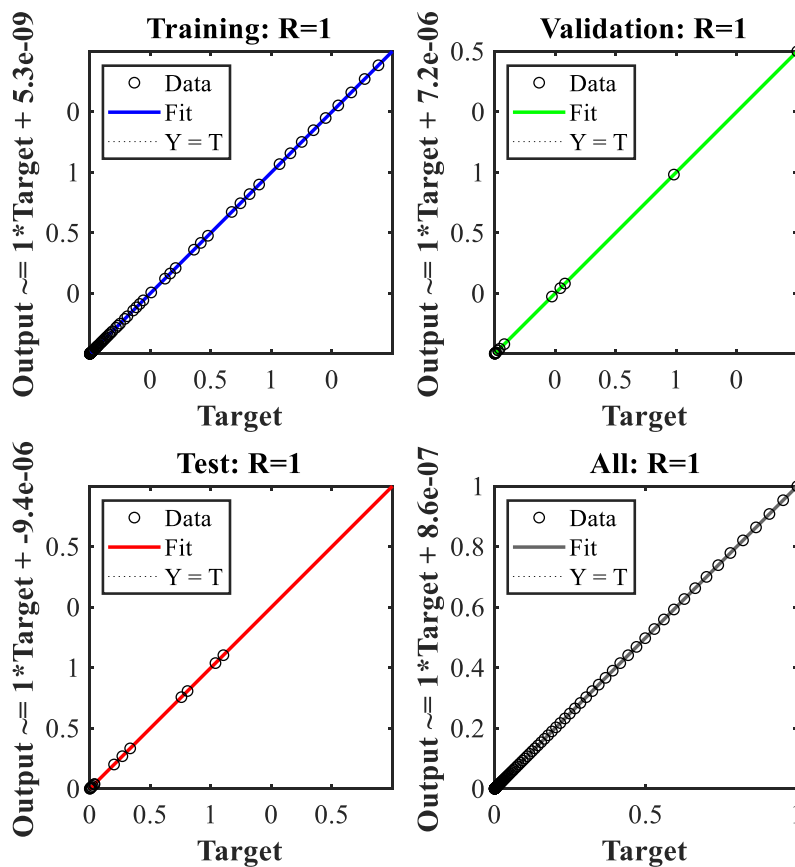 Training: R=1
Output ~= 1*Target + 5.3e-09
Data
Fit
Y = T
0
1
0.5
0
0 0.5 1 0
Target
Validation: R=1
Output ~= 1*Target + 7.2e-06
Data
Fit
Y = T
0.5
0
1
0.5
0
0 0.5 1 0
Target
Test: R=1
Output ~= 1*Target + -9.4e-06
Data
Fit
Y = T
0.5
0
1
0.5
0
0 0.5 1 0 0.5
Target
All: R=1
Output ~= 1*Target + 8.6e-07
Data
Fit
Y = T
1
0.8
0.6
0.4
0.2
0
0 0.5 1
Target